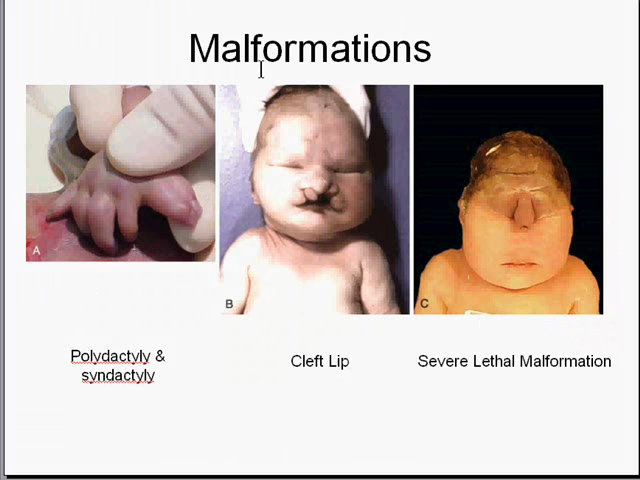 Malformations
A
B
C
Polydactyly &
syndactyly
Cleft Lip
Severe Lethal Malformation